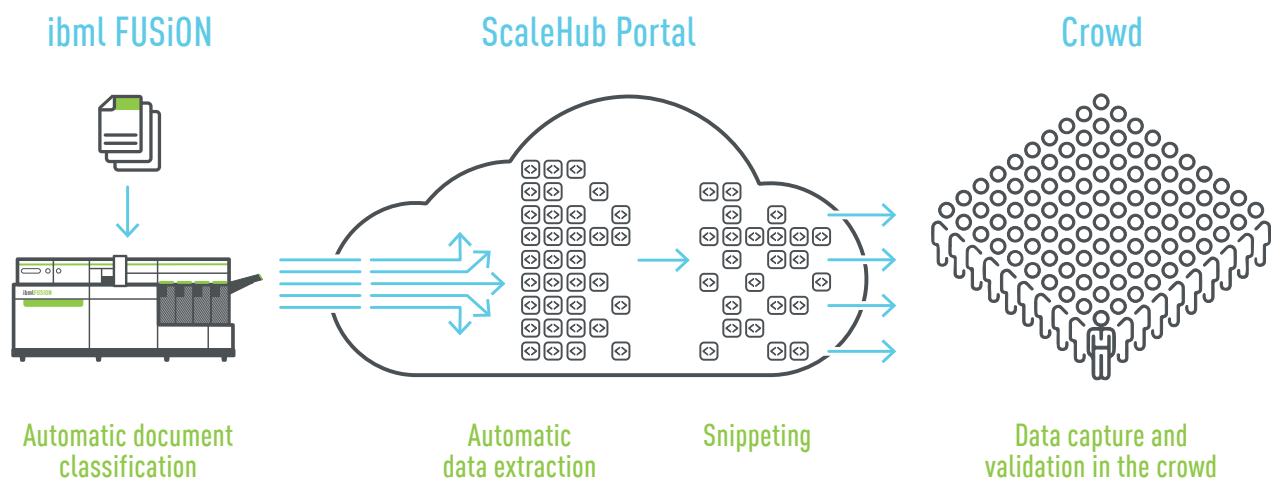 ibml FUSiON
ScaleHub Portal
Crowd
ibmlFUSiON
Automatic document
classification
Automatic
data extraction
Snippeting
Data capture and
validation in the crowd